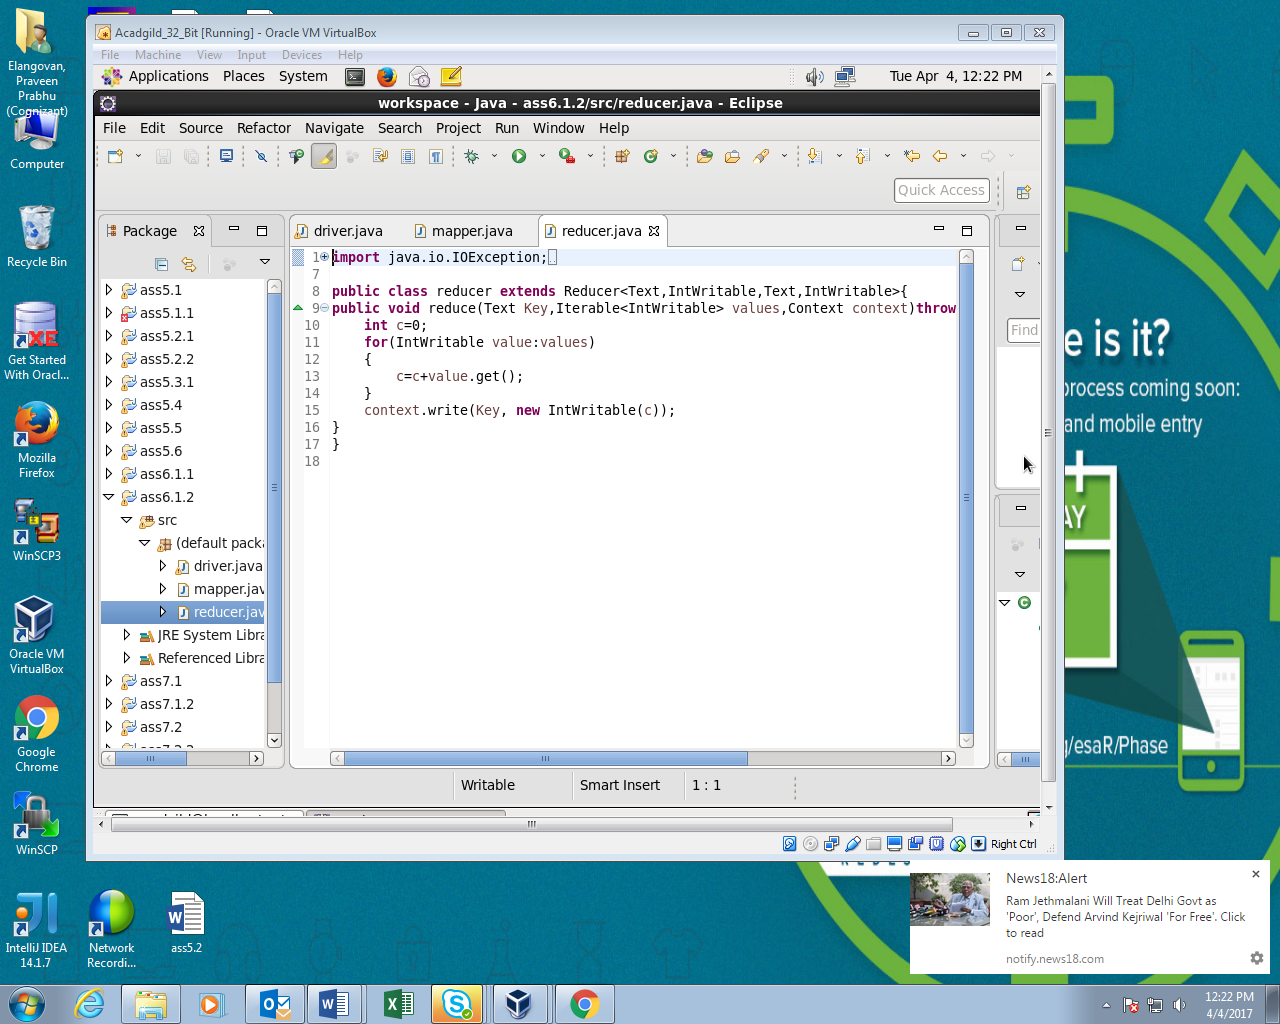 Elangovan,
Praveen
Prabhu
(Cognizant)
Computer
Recycle Bin
Get Started
With Oracl...
Mozilla
Firefox
WinSCP3
Oracle VM
VirtualBox
Google
Chrome
WinSCP
IntelliJ IDEA
14.1.7
Network
Recordi...
ass5.2
Acadgild_32_Bit [Running] - Oracle VM VirtualBox
File Machine View Input Devices Help
Applications Places System
Tue Apr 4, 12:22 PM
workspace - Java - ass6.1.2/src/reducer.java - Eclipse
File Edit Source Refactor Navigate Search Project Run Window Help
Quick Access
Package
ass5.1
ass5.1.1
ass5.2.1
ass5.2.2
ass5.3.1
ass5.4
ass5.5
ass5.6
ass6.1.1
ass6.1.2
src
(default packa
driver.java
mapper.jav
reducer.jav
JRE System Libra
Referenced Libra
ass7.1
ass7.1.2
ass7.2
driver.java mapper.java reducer.java
1 import java.io.IOException;
7
8 public class reducer extends Reducer<Text,IntWritable,Text,IntWritable>{
9 public void reduce(Text Key,Iterable<IntWritable> values,Context context)throw
10 int c=0;
11 for(IntWritable value:values)
12 {
13 c=c+value.get();
14 }
15 context.write(Key, new IntWritable(c));
16 }
17 }
18
Find
Writable Smart Insert 1 : 1
Right Ctrl
e is it?
process coming soon:
and mobile entry
AY
g/esaR/Phase
News18:Alert
Ram Jethmalani Will Treat Delhi Govt as
'Poor', Defend Arvind Kejriwal 'For Free'. Click
to read
notify.news18.com
12:22 PM
4/4/2017